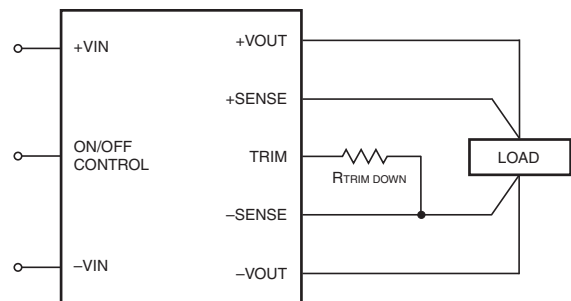 +VIN
+VOUT
+SENSE
ON/OFF
CONTROL
TRIM
RTRIM DOWN
LOAD
–SENSE
–VIN
–VOUT